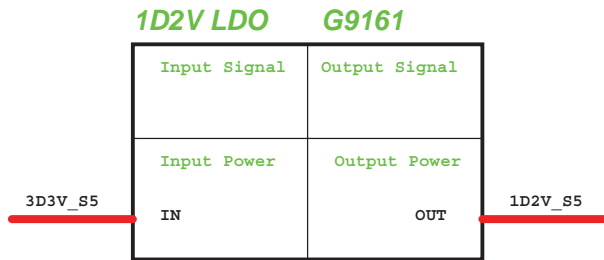 1D2V LDO G9161
Input Signal Output Signal
Input Power Output Power
3D3V_S5 IN OUT 1D2V_S5